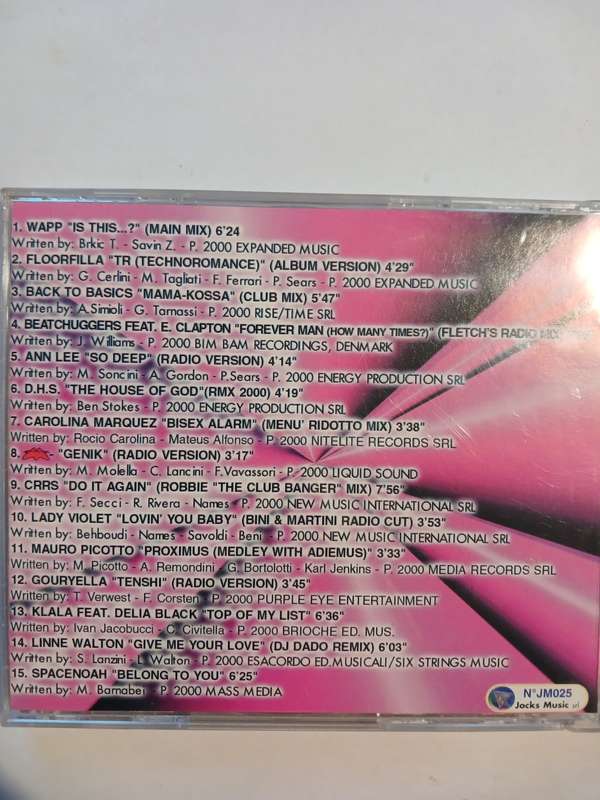 1. WAPP "IS THIS...?" (MAIN MIX) 6'24
Written by: Brkic T. - Savin Z. - P. 2000 EXPANDED MUSIC
2. FLOORFILLA "TR (TECHNOROMANCE)" (ALBUM VERSION) 4'29"
Written by: G. Cerlini - M. Tagliati - F. Ferrari - P. Sears - P. 2000 EXPANDED MUSIC
3. BACK TO BASICS "MAMA-KOSSA" (CLUB MIX) 5'47"
Written by: A.Simioli - G. Tarnassi - P. 2000 RISE/TIME SRL
4. BEATCHUGGERS FEAT. E. CLAPTON "FOREVER MAN (HOW MANY TIMES?)" (FLETCH'S RADIO MIX)
Written by: J. Williams - P. 2000 BIM BAM RECORDINGS, DENMARK
5. ANN LEE "SO DEEP" (RADIO VERSION) 4'14"
Written by: M. Soncini - A. Gordon - P.Sears - P. 2000 ENERGY PRODUCTION SRL
6. D.H.S. "THE HOUSE OF GOD"(RMX 2000) 4'19"
Written by: Ben Stokes - P. 2000 ENERGY PRODUCTION SRL
7. CAROLINA MARQUEZ "BISEX ALARM" (MENU' RIDOTTO MIX) 3'38"
Written by: Rocio Carolina - Mateus Alfonso - P. 2000 NITELITE RECORDS SRL
8. - "GENIK" (RADIO VERSION) 3'17"
Written by: M. Molella - C. Lancini - F.Vavassori - P. 2000 LIQUID SOUND
9. CRRS "DO IT AGAIN" (ROBBIE "THE CLUB BANGER" MIX) 7'56"
Written by: F. Secci - R. Rivera - Names - P. 2000 NEW MUSIC INTERNATIONAL SRL
10. LADY VIOLET "LOVIN' YOU BABY" (BINI & MARTINI RADIO CUT) 3'53"
Written by: Behboudi - Names - Savoldi - Beni - P. 2000 NEW MUSIC INTERNATIONAL SRL
11. MAURO PICOTTO "PROXIMUS (MEDLEY WITH ADIEMUS) 3'33"
Written by: M. Picotto - A. Remondini - G. Bortolotti - Karl Jenkins - P. 2000 MEDIA RECORDS SRL
12. GOURYELLA "TENSHI" (RADIO VERSION) 3'45"
Written by: T. Verwest - F. Corsten - P. 2000 PURPLE EYE ENTERTAINMENT
13. KLALA FEAT. DELIA BLACK "TOP OF MY LIST" 6'36"
Written by: Ivan Jacobucci - C. Civitella - P. 2000 BRIOCHE ED. MUS.
14. LINNE WALTON "GIVE ME YOUR LOVE" (DJ DADO REMIX) 6'03"
Written by: S. Lanzini - L. Walton - P. 2000 ESACORDO ED.MUSICALI/SIX STRINGS MUSIC
15. SPACENOAH "BELONG TO YOU" 6'25"
Written by: M. Barnabei - P. 2000 MASS MEDIA
N°JM025
Jacks Music srl